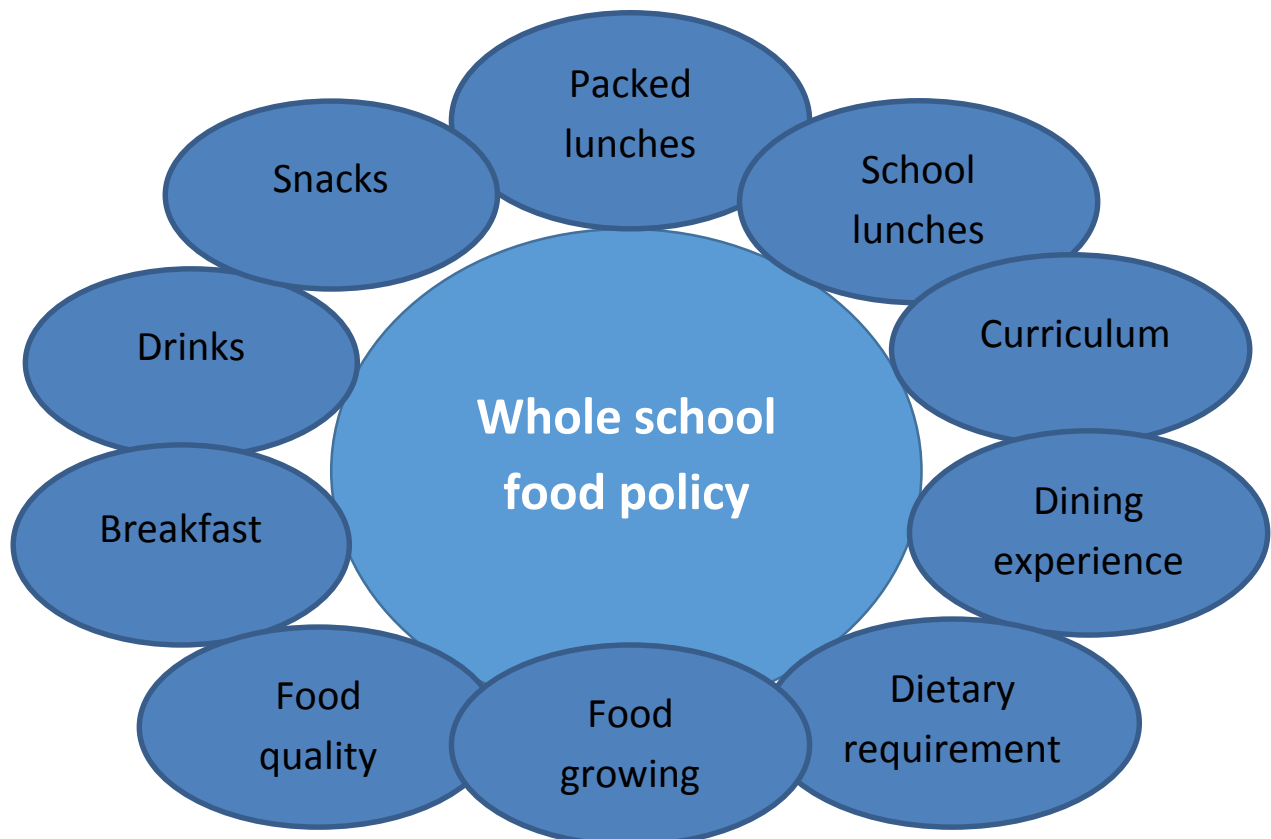 Packed
lunches
Snacks
School
lunches
Drinks
Curriculum
Whole school
food policy
Breakfast
Dining
experience
Food
quality
Food
growing
Dietary
requirement